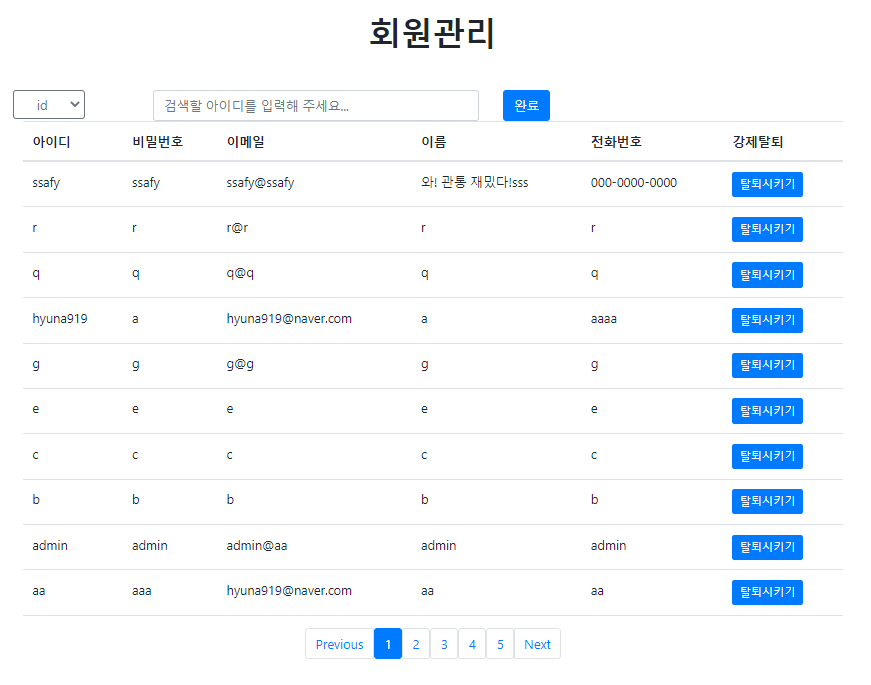 회원관리
id 검색할 아이디를 입력해 주세요... 완료
아이디 비밀번호 이메일 이름 전화번호 강제탈퇴
ssafy ssafy ssafy@ssafy 와! 관통 재밌다!sss 000-0000-0000 탈퇴시키기
r r r@r r r 탈퇴시키기
q q q@q q q 탈퇴시키기
hyuna919 a hyuna919@naver.com a aaaa 탈퇴시키기
g g g@g g g 탈퇴시키기
e e e e e 탈퇴시키기
c c c c c 탈퇴시키기
b b b b b 탈퇴시키기
admin admin admin@aa admin admin 탈퇴시키기
aa aaa hyuna919@naver.com aa aa 탈퇴시키기
Previous 1 2 3 4 5 Next